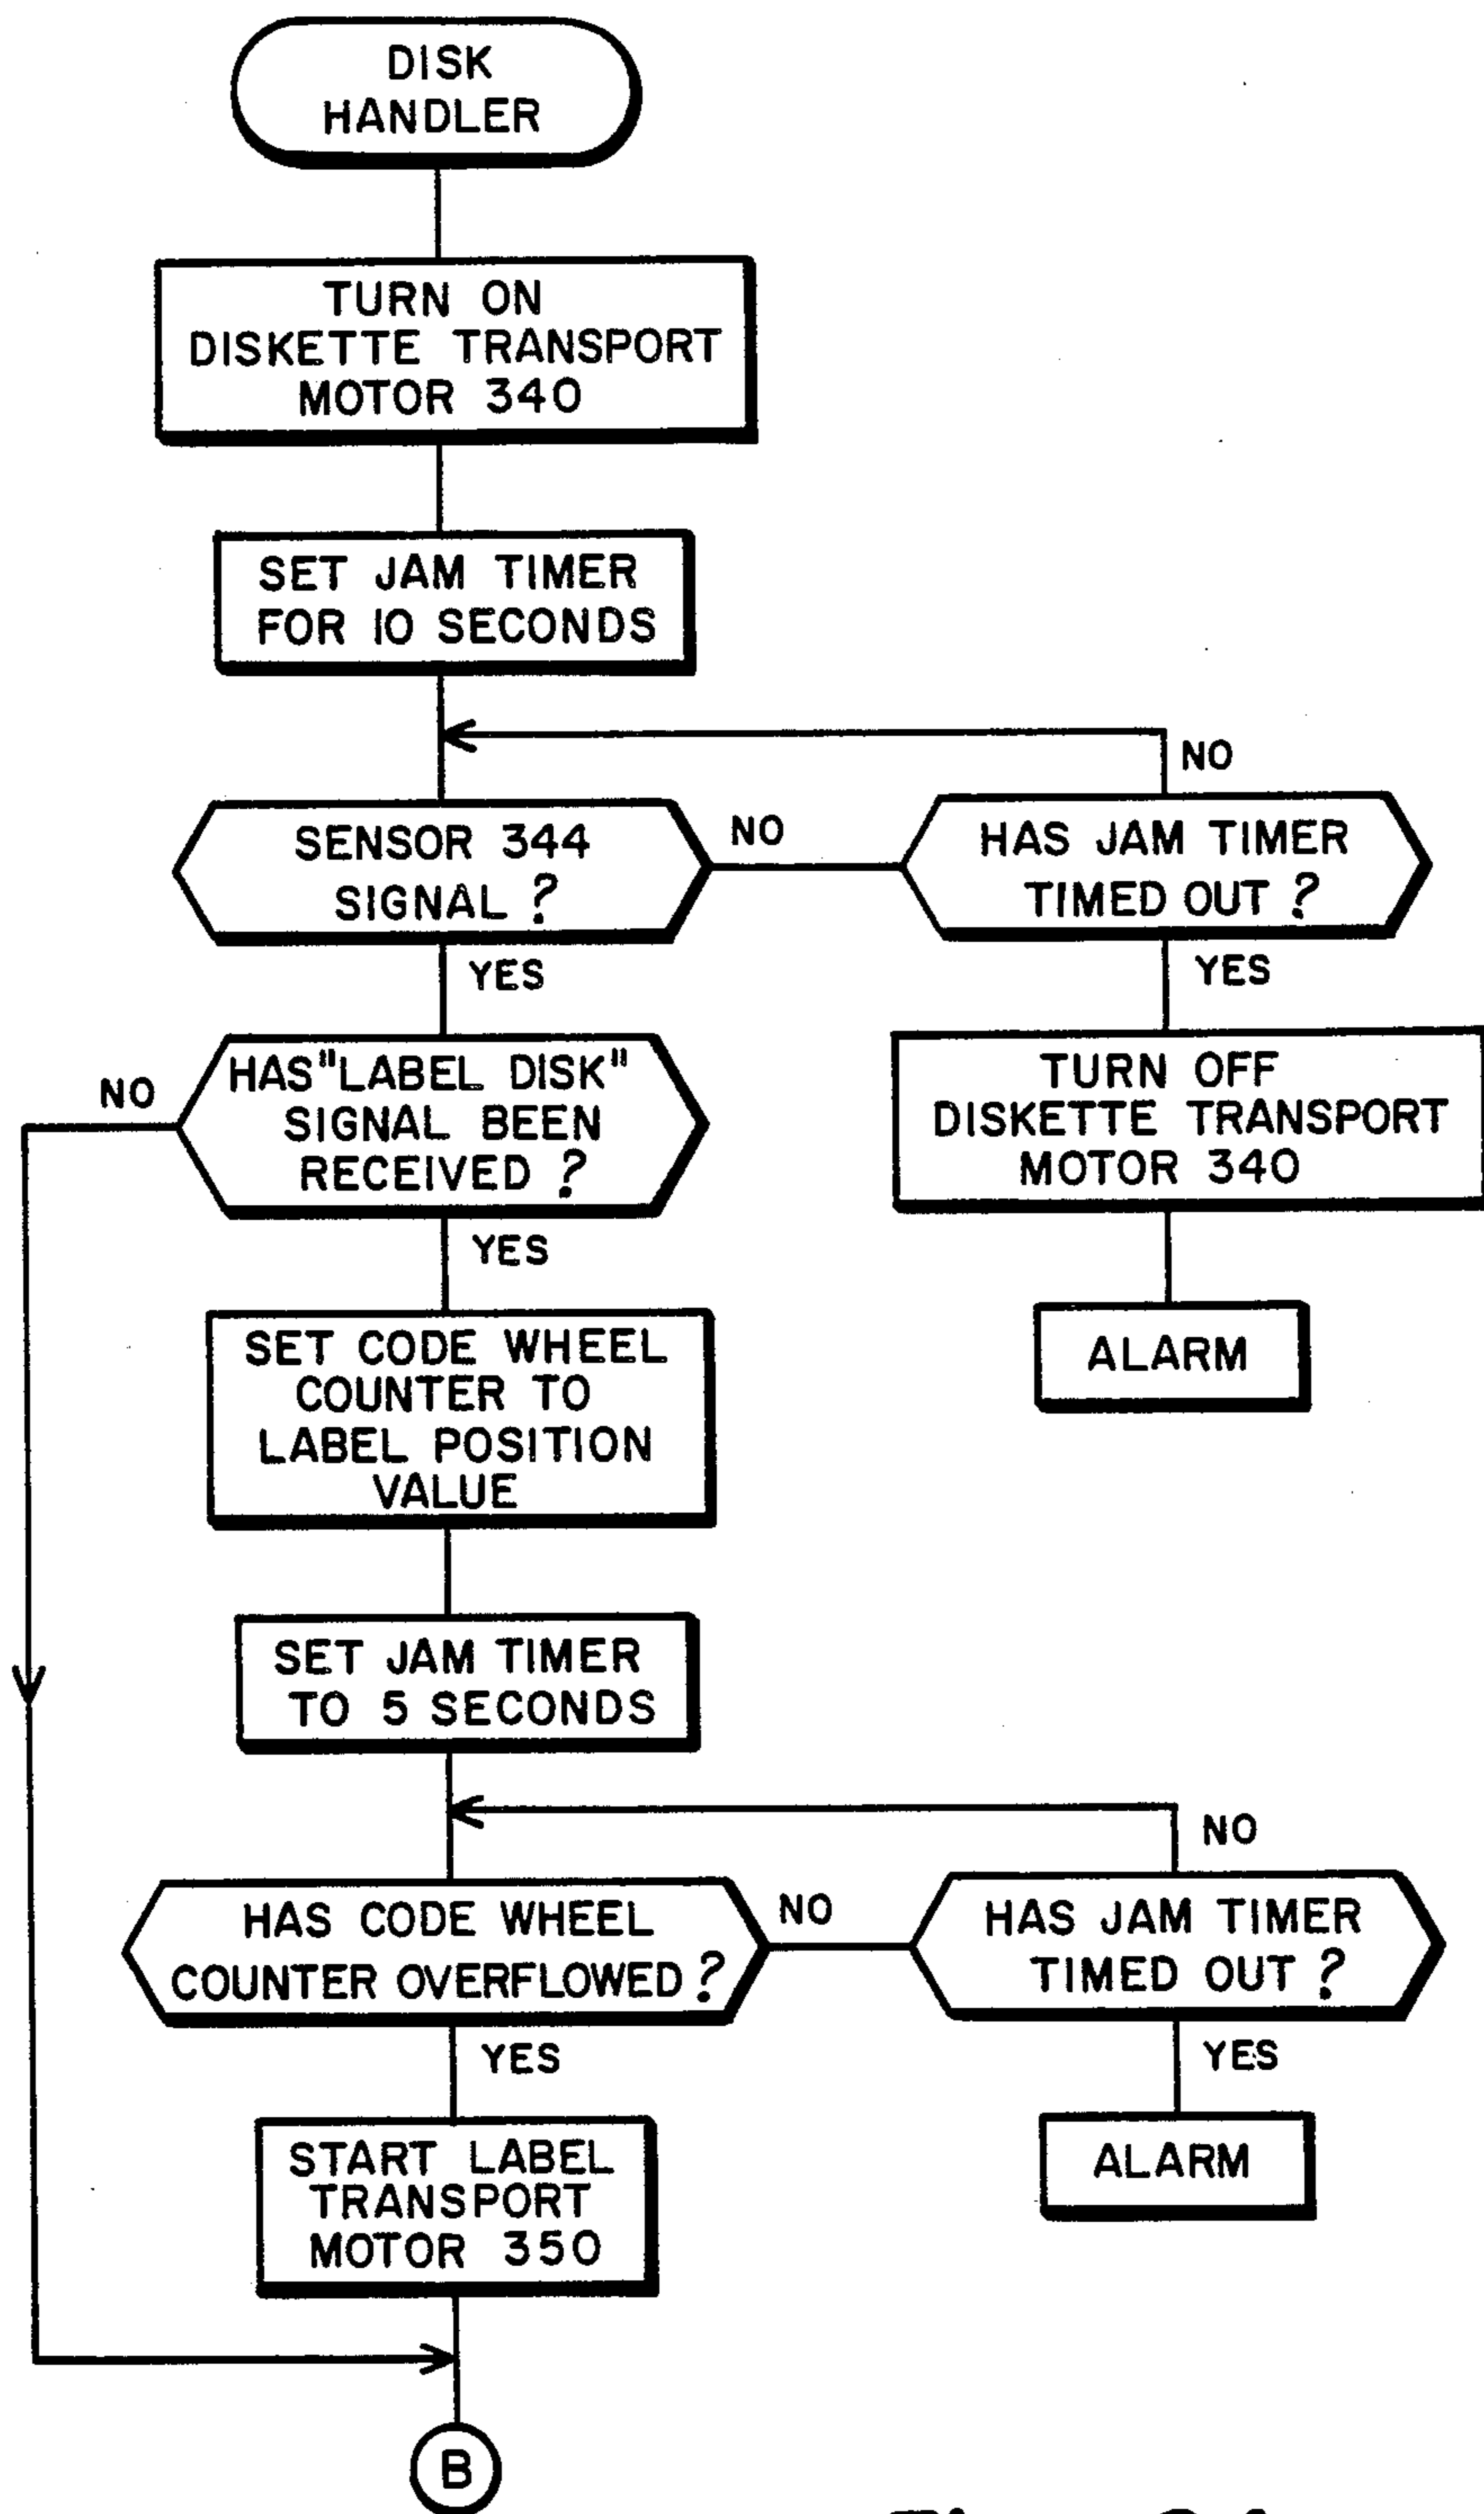 DISK
HANDLER
TURN ON
DISKETTE TRANSPORT
MOTOR 340
SET JAM TIMER
FOR 10 SECONDS
NO
SENSOR 344
SIGNAL ?
NO
HAS JAM TIMER
TIMED OUT ?
YES
YES
HAS "LABEL DISK"
SIGNAL BEEN
RECEIVED ?
NO
TURN OFF
DISKETTE TRANSPORT
MOTOR 340
YES
SET CODE WHEEL
COUNTER TO
LABEL POSITION
VALUE
ALARM
SET JAM TIMER
TO 5 SECONDS
NO
HAS CODE WHEEL
COUNTER OVERFLOWED ?
NO
HAS JAM TIMER
TIMED OUT ?
YES
YES
START LABEL
TRANSPORT
MOTOR 350
ALARM
B